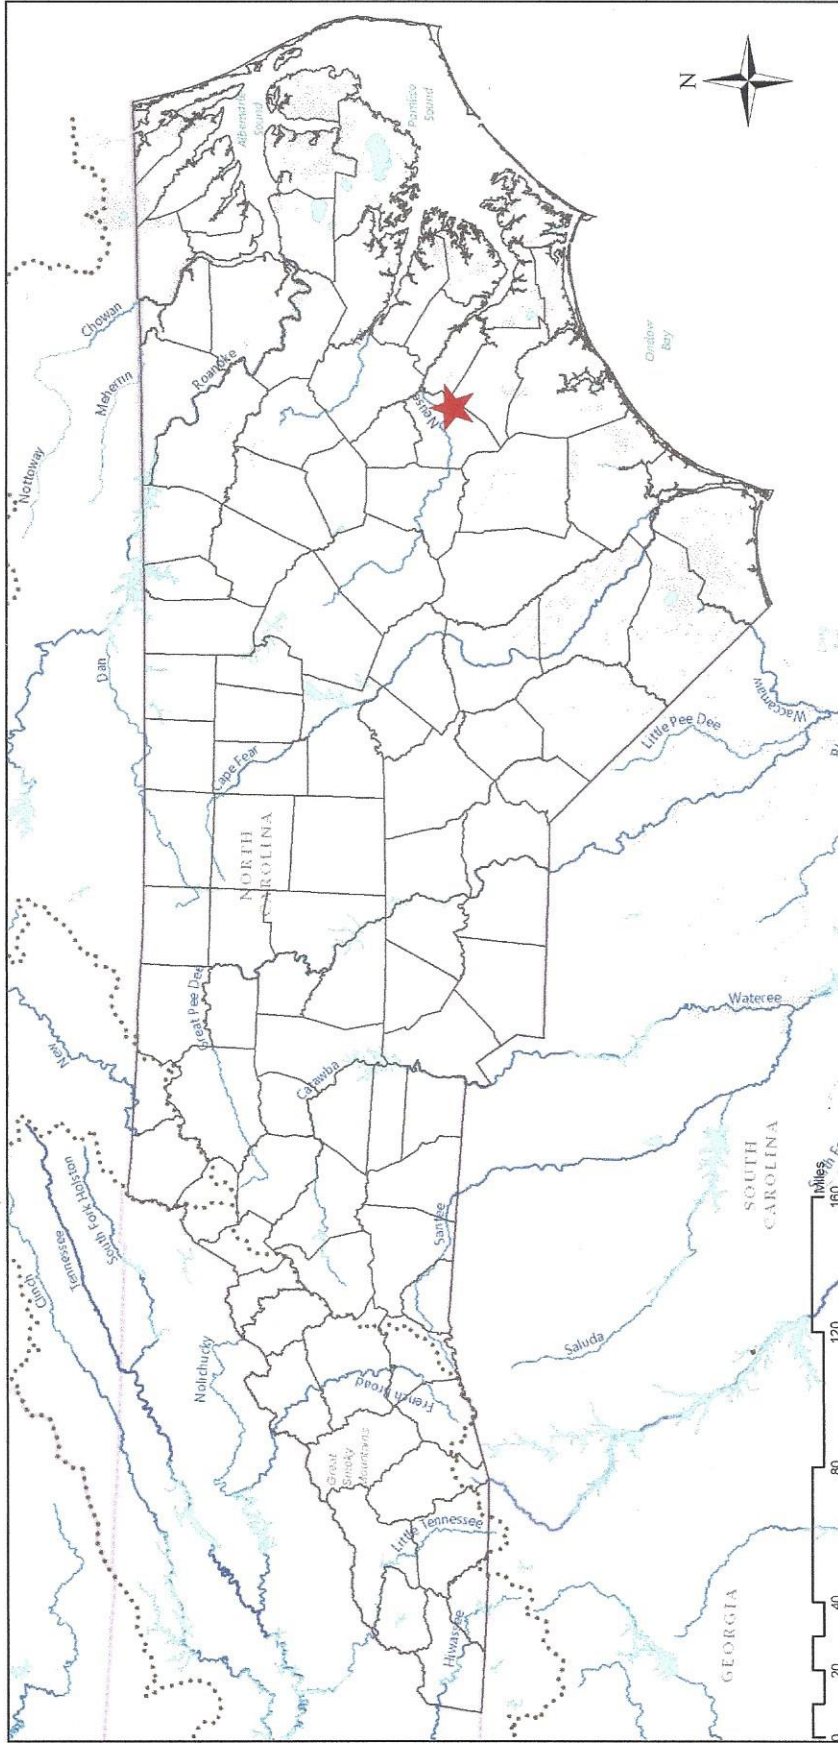 Nottoway
Meherrin
Chowan
Roanoke
Albemarle
Sound
Pamlico
Sound
N
Dan
Neuse
Onslow
Bay
Cape Fear
NORTH
CAROLINA
Little Pee Dee
Waccamaw
New
Great Pee Dee
Catawba
Wateree
Clinch
Tennessee
South Fork Holston
Nolichucky
French Broad
Great
Smoky
Mountains
Santee
Saluda
SOUTH
CAROLINA
Little Tennessee
Hiwassee
GEORGIA
0 20 40 80 120 160
Miles